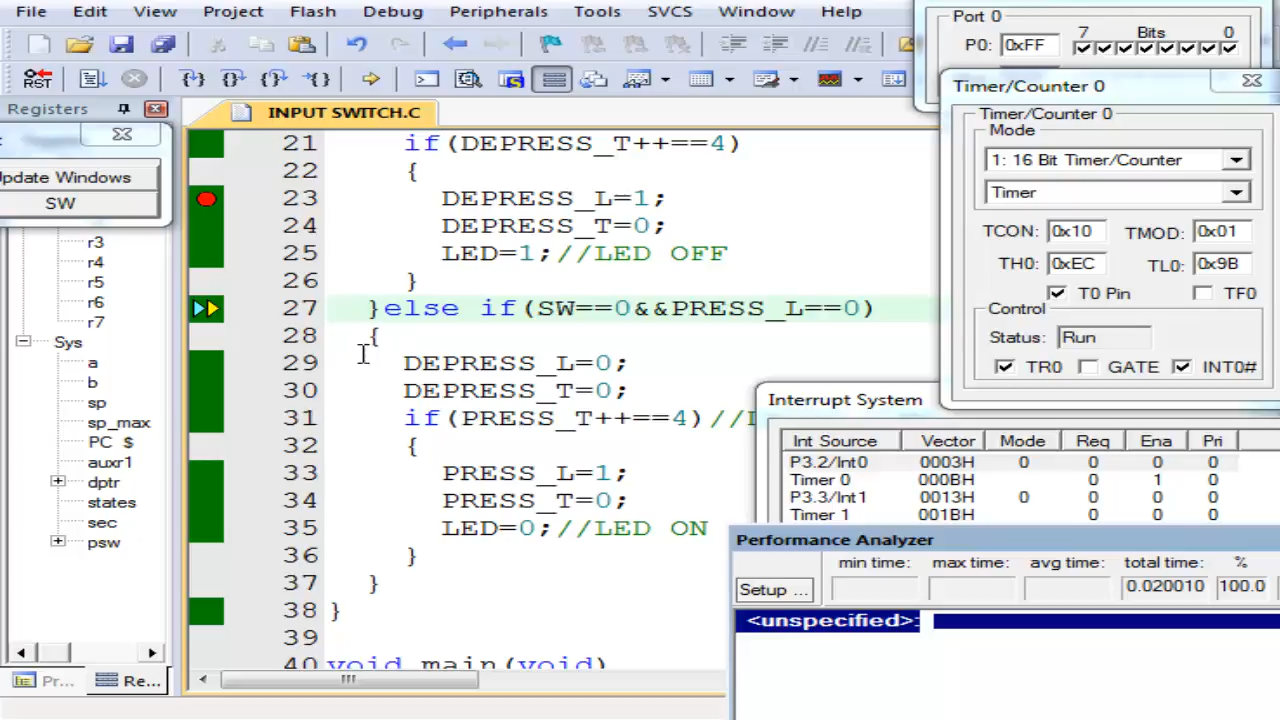 File Edit View Project Flash Debug Peripherals Tools SVCS Window Help
Port 0
7 Bits 0
P0: 0xFF
RST
Registers
INPUT SWITCH.C
Timer/Counter 0
Timer/Counter 0
Mode
1: 16 Bit Timer/Counter
Timer
TCON: 0x10 TMOD: 0x01
TH0: 0xEC TL0: 0x9B
T0 Pin TF0
Control
Status: Run
TR0 GATE INT0#
Update Windows
SW
r3
r4
r5
r6
r7
Sys
a
b
sp
sp_max
PC $
auxr1
dptr
states
sec
psw
Pr... Re...
21 if(DEPRESS_T++==4)
22 {
23 DEPRESS_L=1;
24 DEPRESS_T=0;
25 LED=1;//LED OFF
26 }
27 }else if(SW==0&&PRESS_L==0)
28 {
29 DEPRESS_L=0;
30 DEPRESS_T=0;
31 if(PRESS_T++==4)//
32 {
33 PRESS_L=1;
34 PRESS_T=0;
35 LED=0;//LED ON
36 }
37 }
38 }
39
40 void main(void)
Interrupt System
Int Source Vector Mode Req Ena Pri
P3.2/Int0 0003H 0 0 0 0
Timer 0 000BH 0 1 0
P3.3/Int1 0013H 0 0 0 0
Timer 1 001BH 0 0 0
Performance Analyzer
min time: max time: avg time: total time: %
Setup ... 0.020010 100.0
<unspecified>: